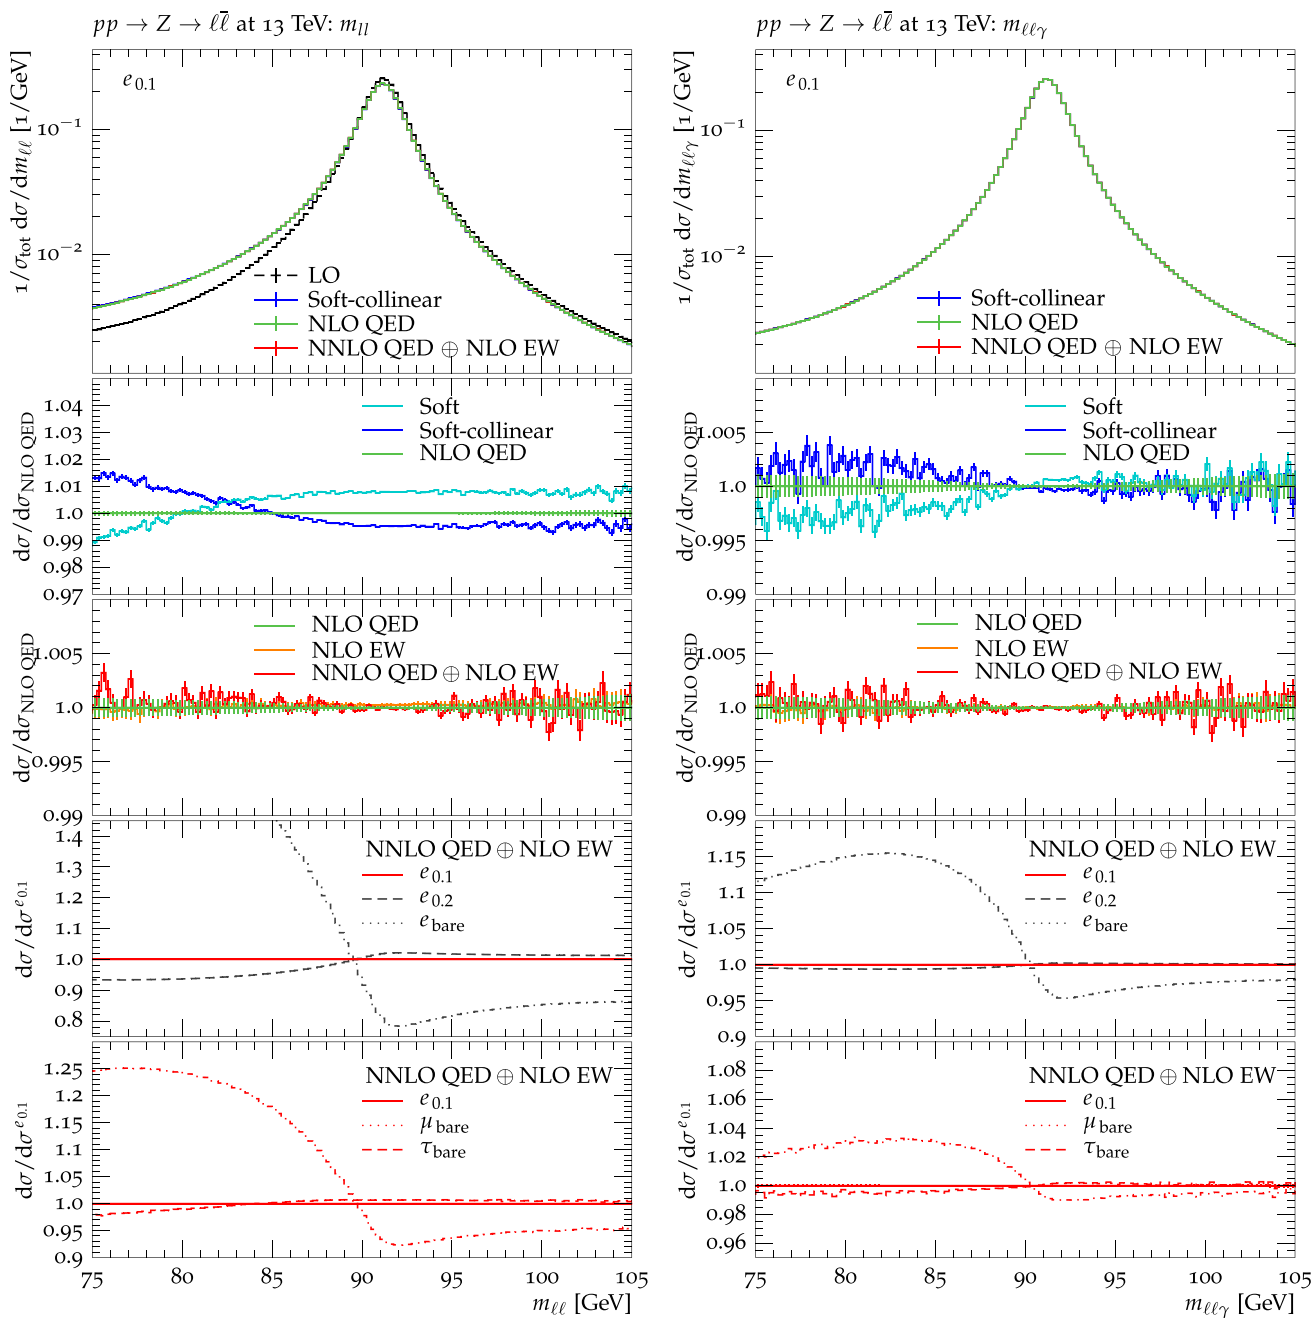 pp → Z → ℓℓ̄ at 13 TeV: m_ll
1/σ_tot dσ/dm_ℓℓ [1/GeV]
e_0.1
10⁻¹
10⁻²
LO
Soft-collinear
NLO QED
NNLO QED ⊕ NLO EW
dσ/dσ_NLO QED
1.04
1.03
1.02
1.01
1.0
0.99
0.98
0.97
Soft
Soft-collinear
NLO QED
dσ/dσ_NLO QED
1.005
1.0
0.995
0.99
NLO QED
NLO EW
NNLO QED ⊕ NLO EW
dσ/dσ^e_0.1
1.4
1.3
1.2
1.1
1.0
0.9
0.8
NNLO QED ⊕ NLO EW
e_0.1
e_0.2
e_bare
dσ/dσ^e_0.1
1.25
1.2
1.15
1.1
1.05
1.0
0.95
0.9
NNLO QED ⊕ NLO EW
e_0.1
μ_bare
τ_bare
75 80 85 90 95 100 105
m_ℓℓ [GeV]
pp → Z → ℓℓ̄ at 13 TeV: m_ℓℓγ
1/σ_tot dσ/dm_ℓℓγ [1/GeV]
e_0.1
10⁻¹
10⁻²
Soft-collinear
NLO QED
NNLO QED ⊕ NLO EW
dσ/dσ_NLO QED
1.005
1.0
0.995
0.99
Soft
Soft-collinear
NLO QED
dσ/dσ_NLO QED
1.005
1.0
0.995
0.99
NLO QED
NLO EW
NNLO QED ⊕ NLO EW
dσ/dσ^e_0.1
1.15
1.1
1.05
1.0
0.95
0.9
NNLO QED ⊕ NLO EW
e_0.1
e_0.2
e_bare
dσ/dσ^e_0.1
1.08
1.06
1.04
1.02
1.0
0.98
0.96
NNLO QED ⊕ NLO EW
e_0.1
μ_bare
τ_bare
75 80 85 90 95 100 105
m_ℓℓγ [GeV]